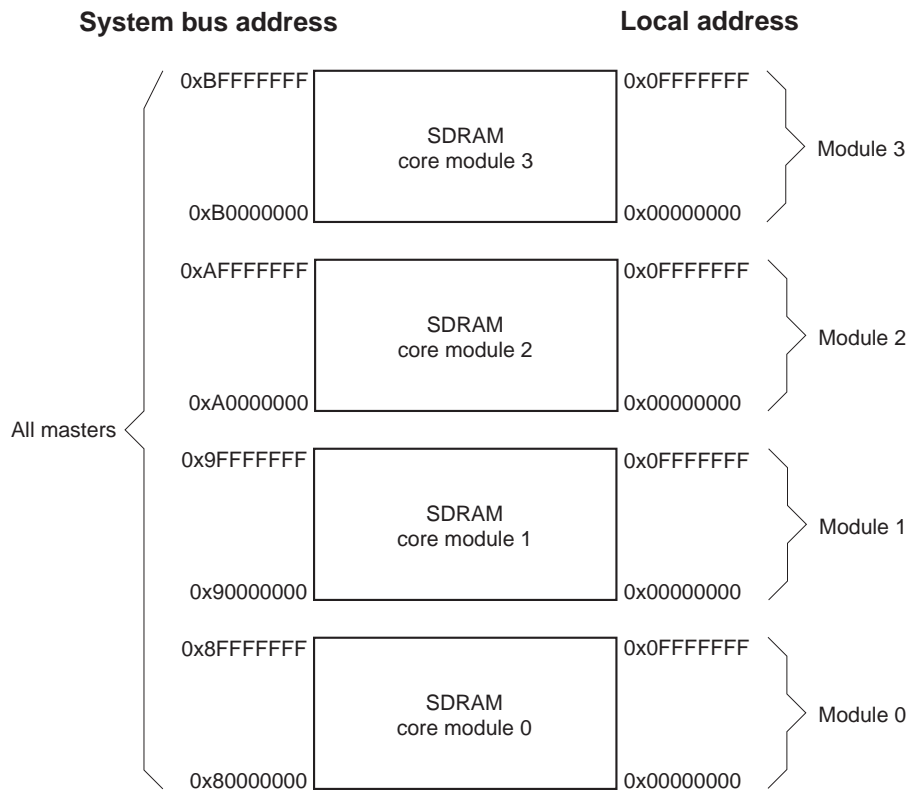 System bus address
Local address
0xBFFFFFFF
0x0FFFFFFF
SDRAM
core module 3
Module 3
0xB0000000
0x00000000
0xAFFFFFFF
0x0FFFFFFF
SDRAM
core module 2
Module 2
0xA0000000
0x00000000
All masters
0x9FFFFFFF
0x0FFFFFFF
SDRAM
core module 1
Module 1
0x90000000
0x00000000
0x8FFFFFFF
0x0FFFFFFF
SDRAM
core module 0
Module 0
0x80000000
0x00000000